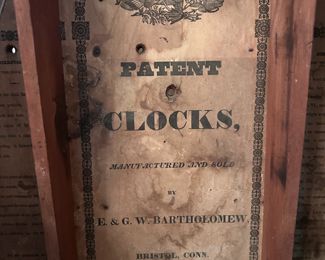 PATENT
CLOCKS,
MANUFACTURED AND SOLD
BY
E. & G. W. BARTHOLOMEW,
BRISTOL, CONN.